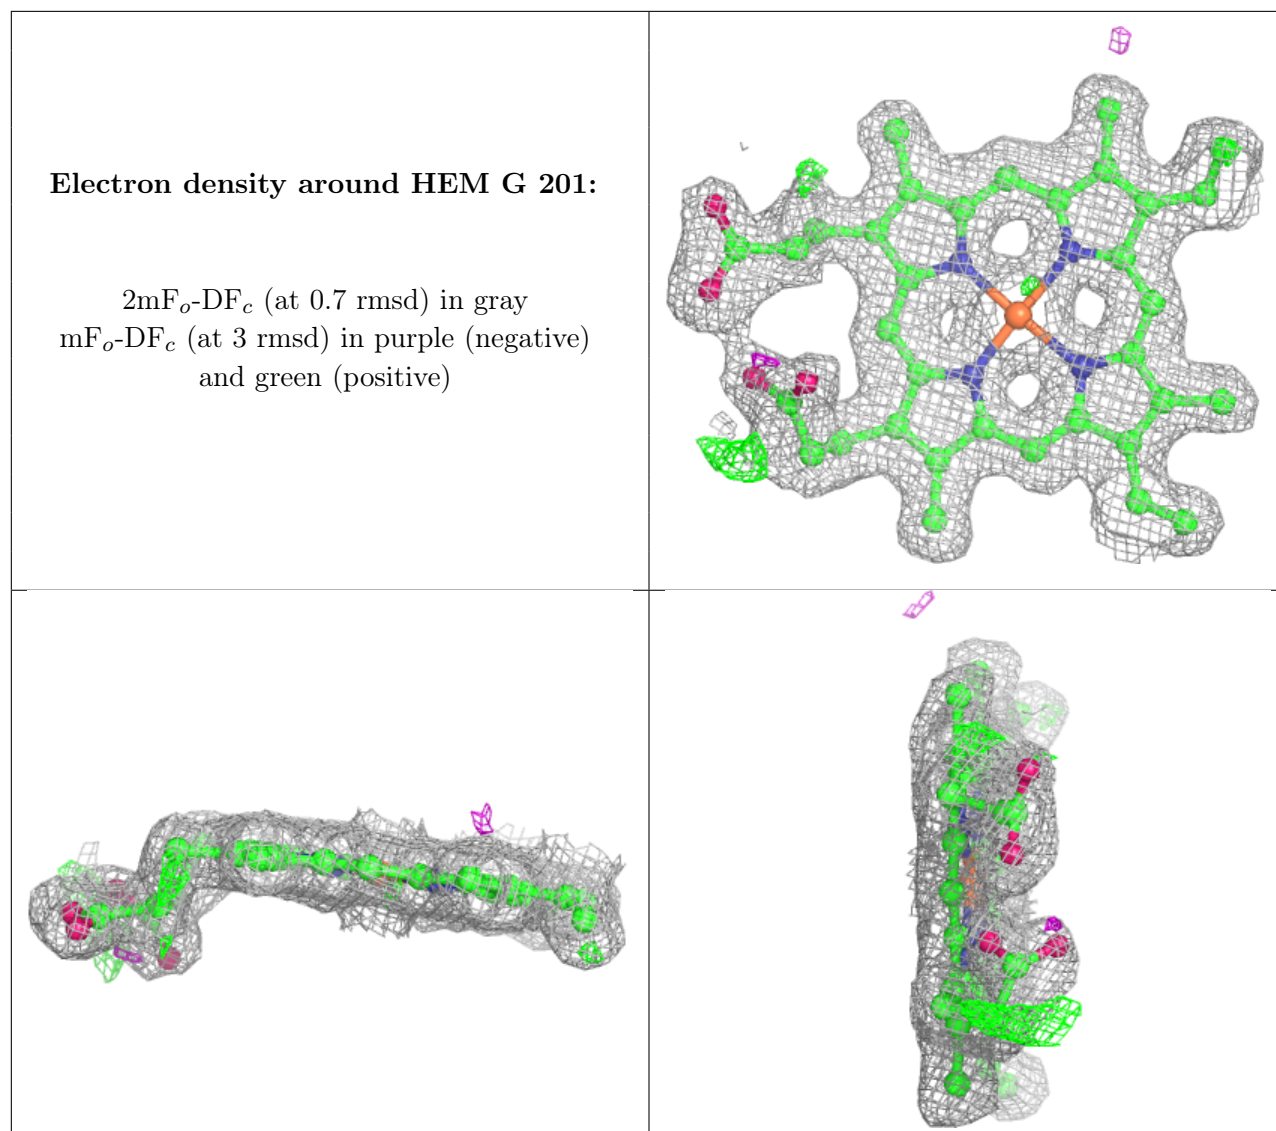 Electron density around HEM G 201:
2mFo-DFc (at 0.7 rmsd) in gray
mFo-DFc (at 3 rmsd) in purple (negative)
and green (positive)